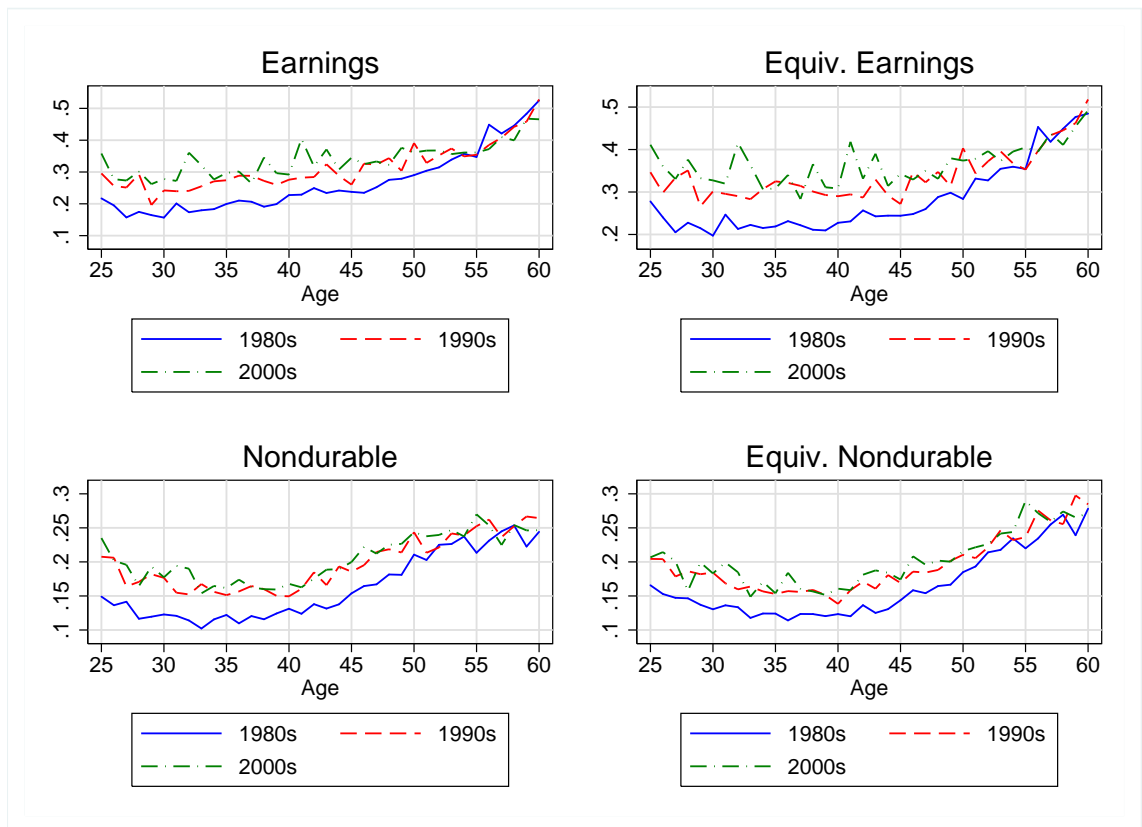 Earnings
.1 .2 .3 .4 .5
25 30 35 40 45 50 55 60
Age
1980s 1990s
2000s
Equiv. Earnings
.2 .3 .4 .5
25 30 35 40 45 50 55 60
Age
1980s 1990s
2000s
Nondurable
.1 .15 .2 .25 .3
25 30 35 40 45 50 55 60
Age
1980s 1990s
2000s
Equiv. Nondurable
.1 .15 .2 .25 .3
25 30 35 40 45 50 55 60
Age
1980s 1990s
2000s